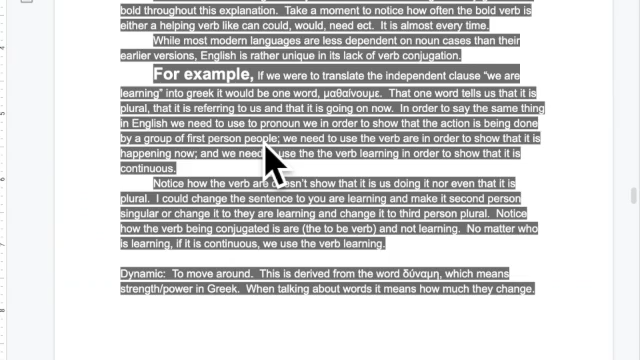 bold throughout this explanation.  Take a moment to notice how often the bold verb is
either a helping verb like can could, would, need ect.  It is almost every time.
While most modern languages are less dependent on noun cases than their
earlier versions, English is rather unique in its lack of verb conjugation.
For example, If we were to translate the independent clause “we are
learning” into greek it would be one word, μαθαίνουμε.  That one word tells us that it is
plural, that it is referring to us and that it is going on now.  In order to say the same thing
in English we need to use to pronoun we in order to show that the action is being done
by a group of first person people; we need to use the verb are in order to show that it is
happening now; and we need use the the verb learning in order to show that it is
continuous.
Notice how the verb are doesn’t show that it is us doing it nor even that it is
plural.  I could change the sentence to you are learning and make it second person
singular or change it to they are learning and change it to third person plural.  Notice
how the verb being conjugated is are (the to be verb) and not learning.  No matter who
is learning, if it is continuous, we use the verb learning.
Dynamic:  To move around.  This is derived from the word δύναμη, which means
strength/power in Greek.  When talking about words it means how much they change.